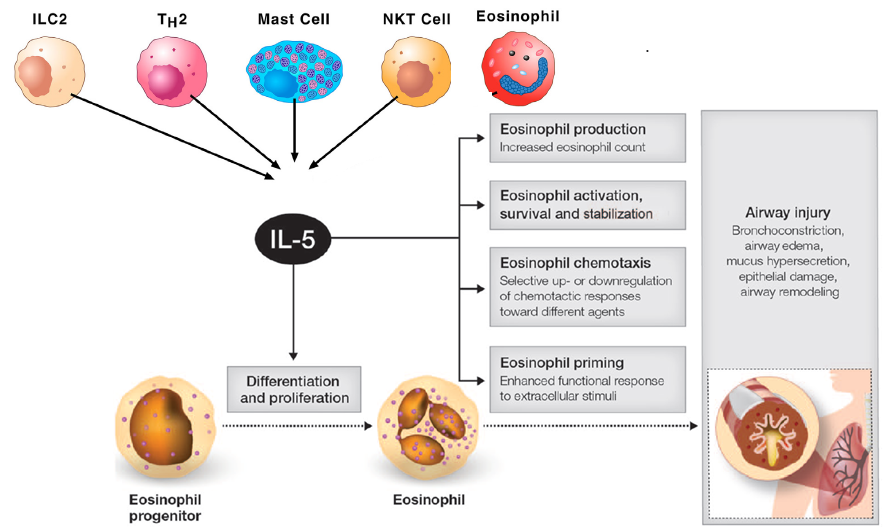 ILC2
TH2
Mast Cell
NKT Cell
Eosinophil
Eosinophil production
Increased eosinophil count
Eosinophil activation,
survival and stabilization
IL-5
Eosinophil chemotaxis
Selective up- or downregulation
of chemotactic responses
toward different agents
Eosinophil priming
Enhanced functional response
to extracellular stimuli
Airway injury
Bronchoconstriction,
airway edema,
mucus hypersecretion,
epithelial damage,
airway remodeling
Differentiation
and proliferation
Eosinophil
progenitor
Eosinophil